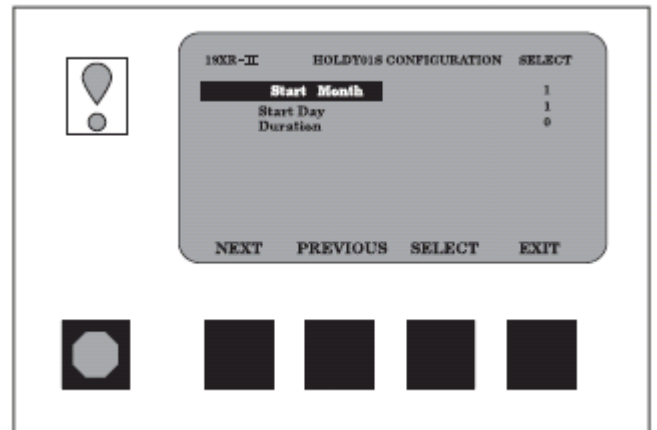 19XR-II HOLDY01S CONFIGURATION SELECT
Start Month 1
Start Day 1
Duration 0
NEXT PREVIOUS SELECT EXIT